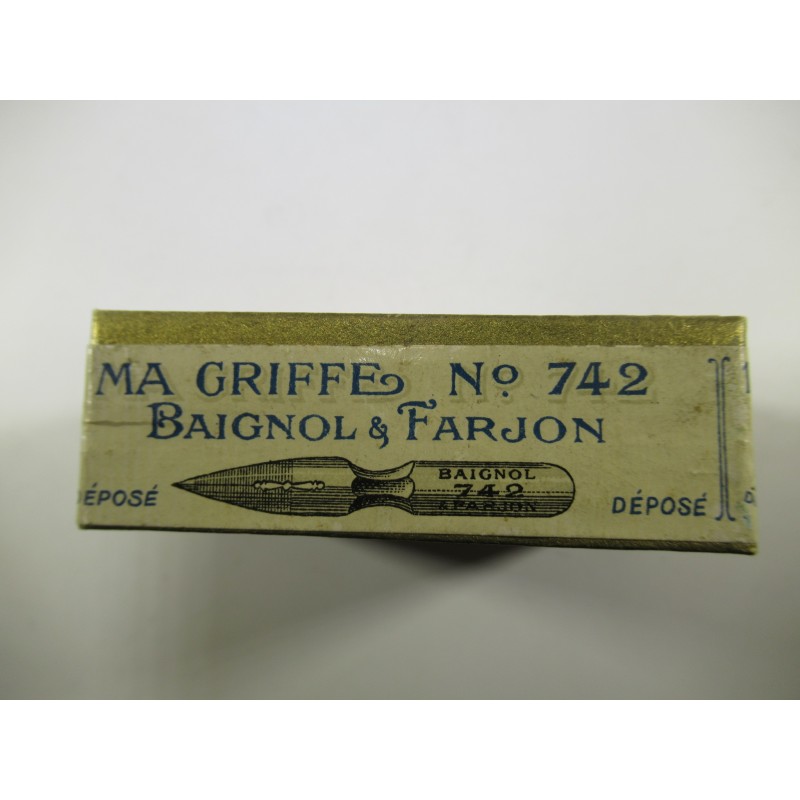 MA GRIFFE No 742
BAIGNOL & FARJON
DÉPOSÉ
BAIGNOL
742
& FARJON
DÉPOSÉ